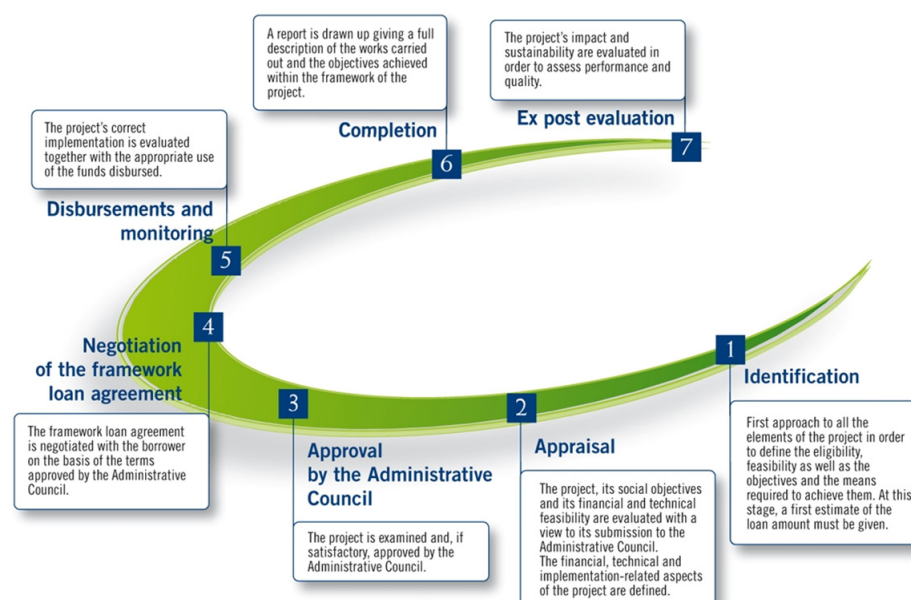 1
Identification
First approach to all the
elements of the project in order
to define the eligibility,
feasibility as well as the
objectives and the means
required to achieve them. At this
stage, a first estimate of the
loan amount must be given.
2
Appraisal
The project, its social objectives
and its financial and technical
feasibility are evaluated with a
view to its submission to the
Administrative Council.
The financial, technical and
implementation-related aspects
of the project are defined.
3
Approval
by the Administrative
Council
The project is examined and, if
satisfactory, approved by the
Administrative Council.
4
Negotiation
of the framework
loan agreement
The framework loan agreement
is negotiated with the borrower
on the basis of the terms
approved by the Administrative
Council.
5
Disbursements and
monitoring
The project's correct
implementation is evaluated
together with the appropriate use
of the funds disbursed.
6
Completion
A report is drawn up giving a full
description of the works carried
out and the objectives achieved
within the framework of the
project.
7
Ex post evaluation
The project's impact and
sustainability are evaluated in
order to assess performance and
quality.